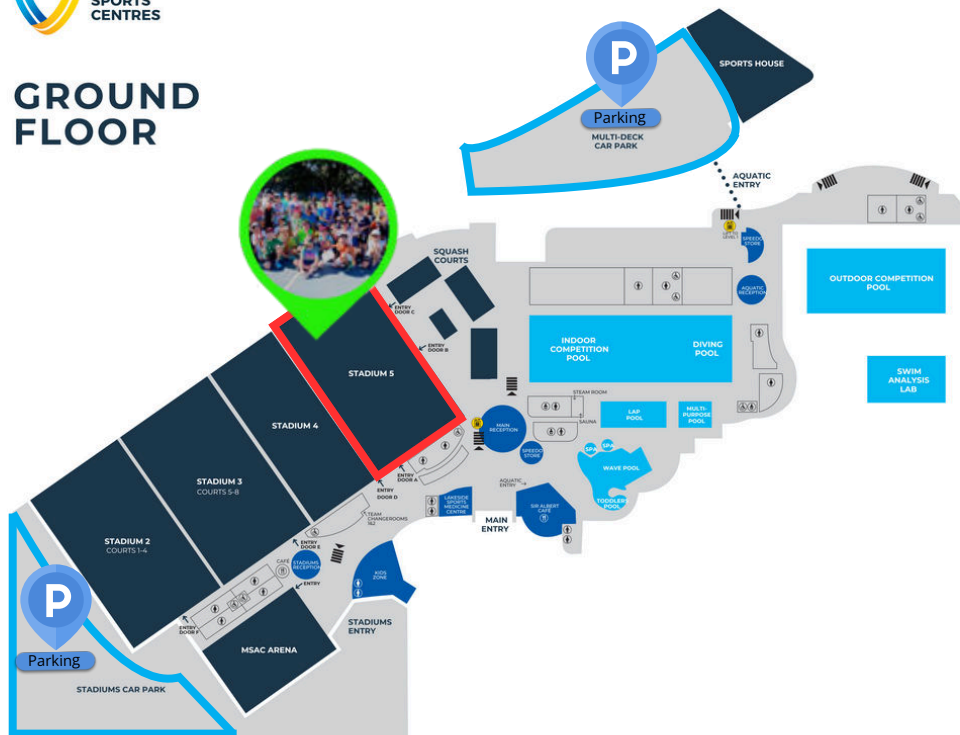 SPORTS
CENTRES
GROUND
FLOOR
P
Parking
MULTI-DECK
CAR PARK
SPORTS HOUSE
AQUATIC
ENTRY
SPEEDO
STORE
AQUATIC
RECEPTION
OUTDOOR COMPETITION
POOL
SWIM
ANALYSIS
LAB
SQUASH
COURTS
ENTRY
DOOR C
ENTRY
DOOR B
INDOOR
COMPETITION
POOL
DIVING
POOL
STEAM ROOM
SAUNA
LAP
POOL
MULTI-
PURPOSE
POOL
SPA
SPA
WAVE POOL
TODDLERS
POOL
MAIN
RECEPTION
SPEEDO
STORE
AQUATIC
ENTRY
SIR ALBERT
CAFÉ
MAIN
ENTRY
LAKESIDE
SPORTS
MEDICINE
CENTRE
STADIUM 5
STADIUM 4
STADIUM 3
COURTS 5-8
STADIUM 2
COURTS 1-4
ENTRY
DOOR A
ENTRY
DOOR D
TEAM
CHANGEROOMS
1&2
ENTRY
DOOR E
CAFÉ
STADIUMS
RECEPTION
ENTRY
KIDS
ZONE
ENTRY
DOOR F
MSAC ARENA
STADIUMS
ENTRY
P
Parking
STADIUMS CAR PARK